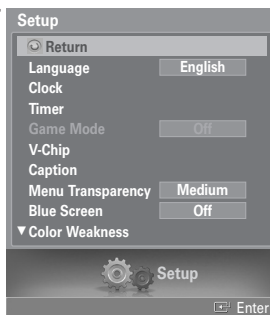 Setup
Return
Language English
Clock
Timer
Game Mode Off
V-Chip
Caption
Menu Transparency Medium
Blue Screen Off
▼ Color Weakness
Setup
Enter